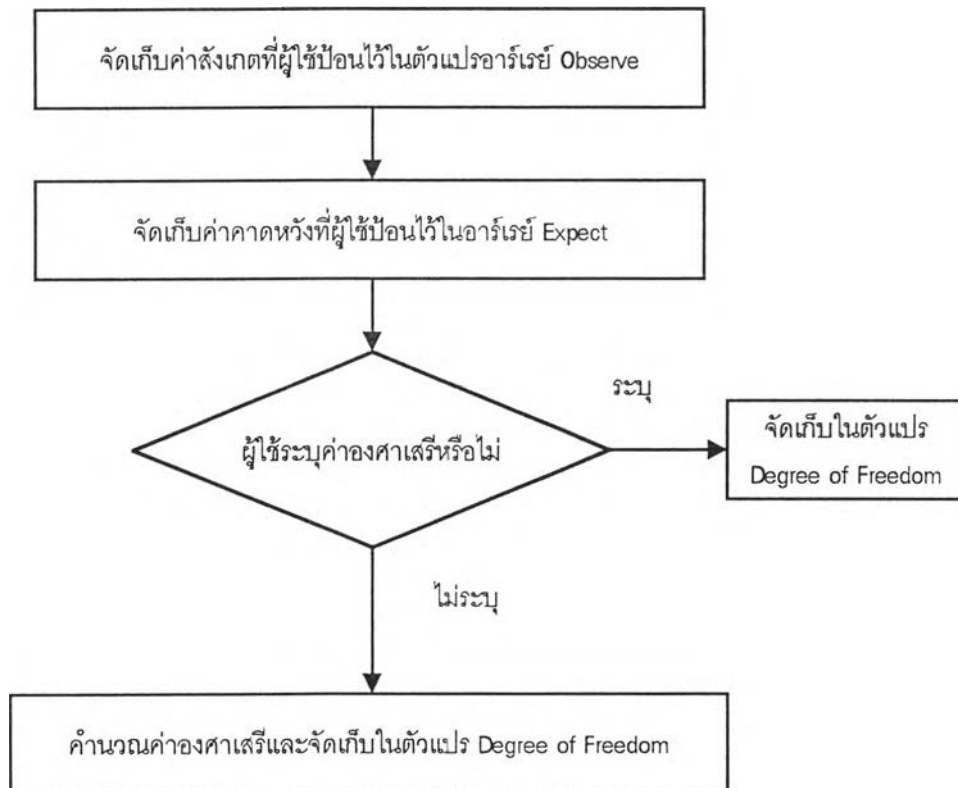 จัดเก็บค่าสังเกตที่ผู้ใช้ป้อนไว้ในตัวแปรอาร์เรย์ Observe
จัดเก็บค่าคาดหวังที่ผู้ใช้ป้อนไว้ในอาร์เรย์ Expect
ผู้ใช้ระบุค่าองศาเสรีหรือไม่
ระบุ
จัดเก็บในตัวแปร
Degree of Freedom
ไม่ระบุ
คำนวณค่าองศาเสรีและจัดเก็บในตัวแปร Degree of Freedom